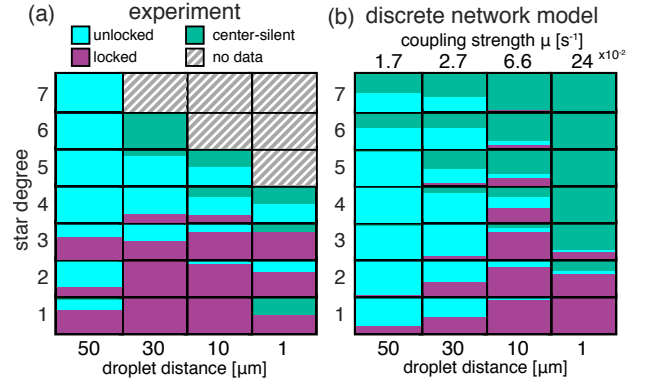 (a) experiment
unlocked center-silent
locked no data
star degree
7
6
5
4
3
2
1
50 30 10 1
droplet distance [μm]
(b) discrete network model
coupling strength μ [s⁻¹]
1.7 2.7 6.6 24 x10⁻²
7
6
5
4
3
2
1
50 30 10 1
droplet distance [μm]